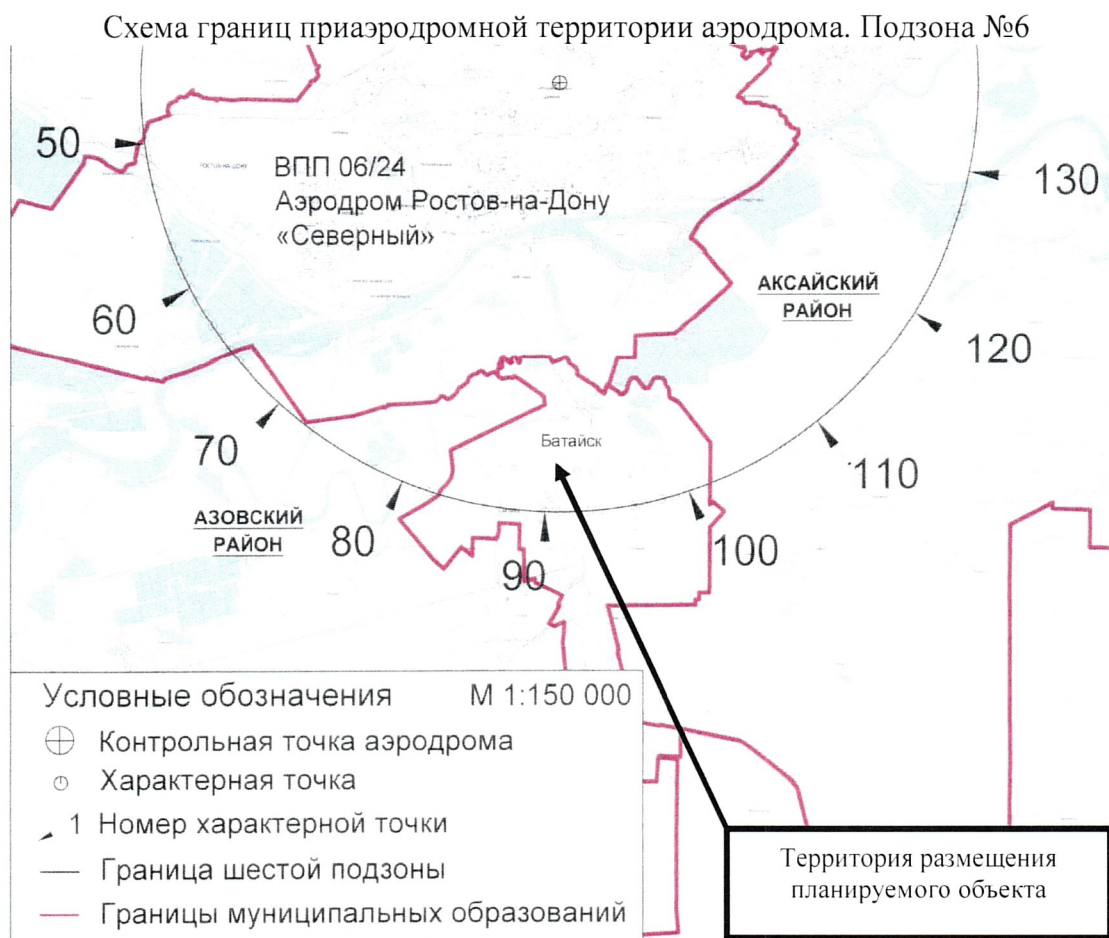 Схема границ приаэродромной территории аэродрома. Подзона №6
50
ВПП 06/24
Аэродром Ростов-на-Дону
«Северный»
130
АКСАЙСКИЙ
РАЙОН
60
120
70
Батайск
110
АЗОВСКИЙ
РАЙОН
80
90
100
Условные обозначения М 1:150 000
Контрольная точка аэродрома
Характерная точка
1 Номер характерной точки
Граница шестой подзоны
Границы муниципальных образований
Территория размещения
планируемого объекта